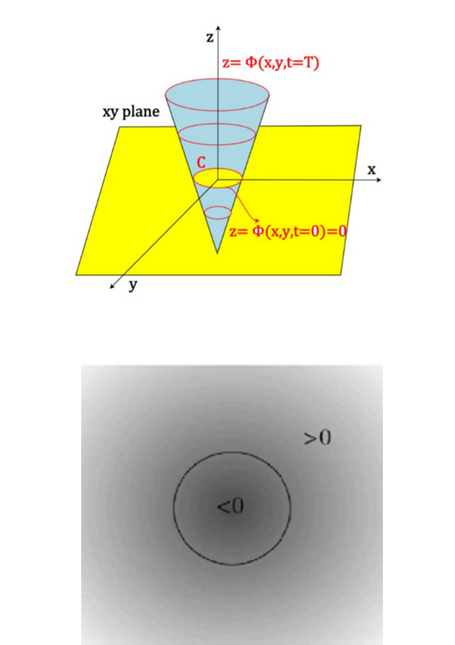 z
z= Φ(x,y,t=T)
xy plane
C
x
z= Φ(x,y,t=0)=0
y
>0
<0